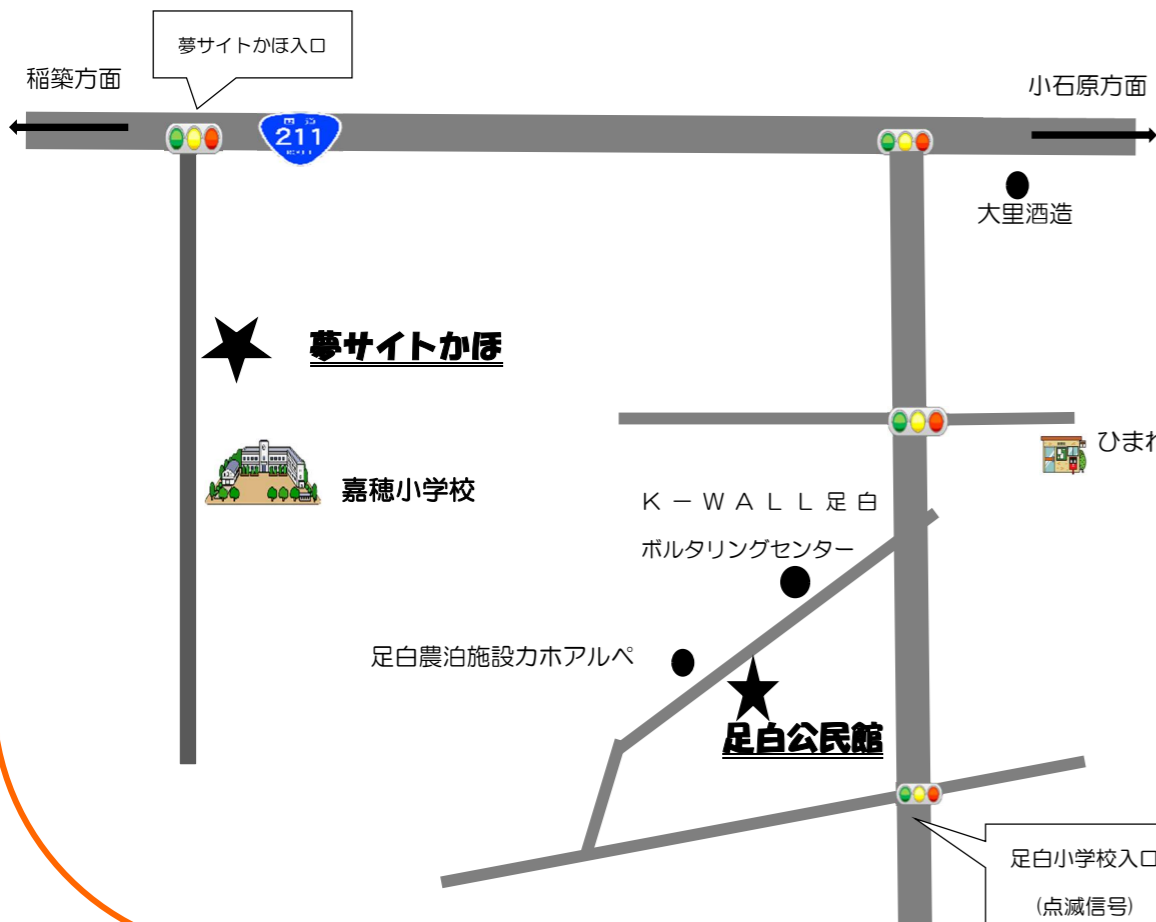 夢サイトかほ入口
稲築方面
小石原方面
国道
211
大里酒造
夢サイトかほ
ひまわ
嘉穂小学校
K－WALL足白
ボルタリングセンター
足白農泊施設カホアルペ
足白公民館
足白小学校入口
(点滅信号)